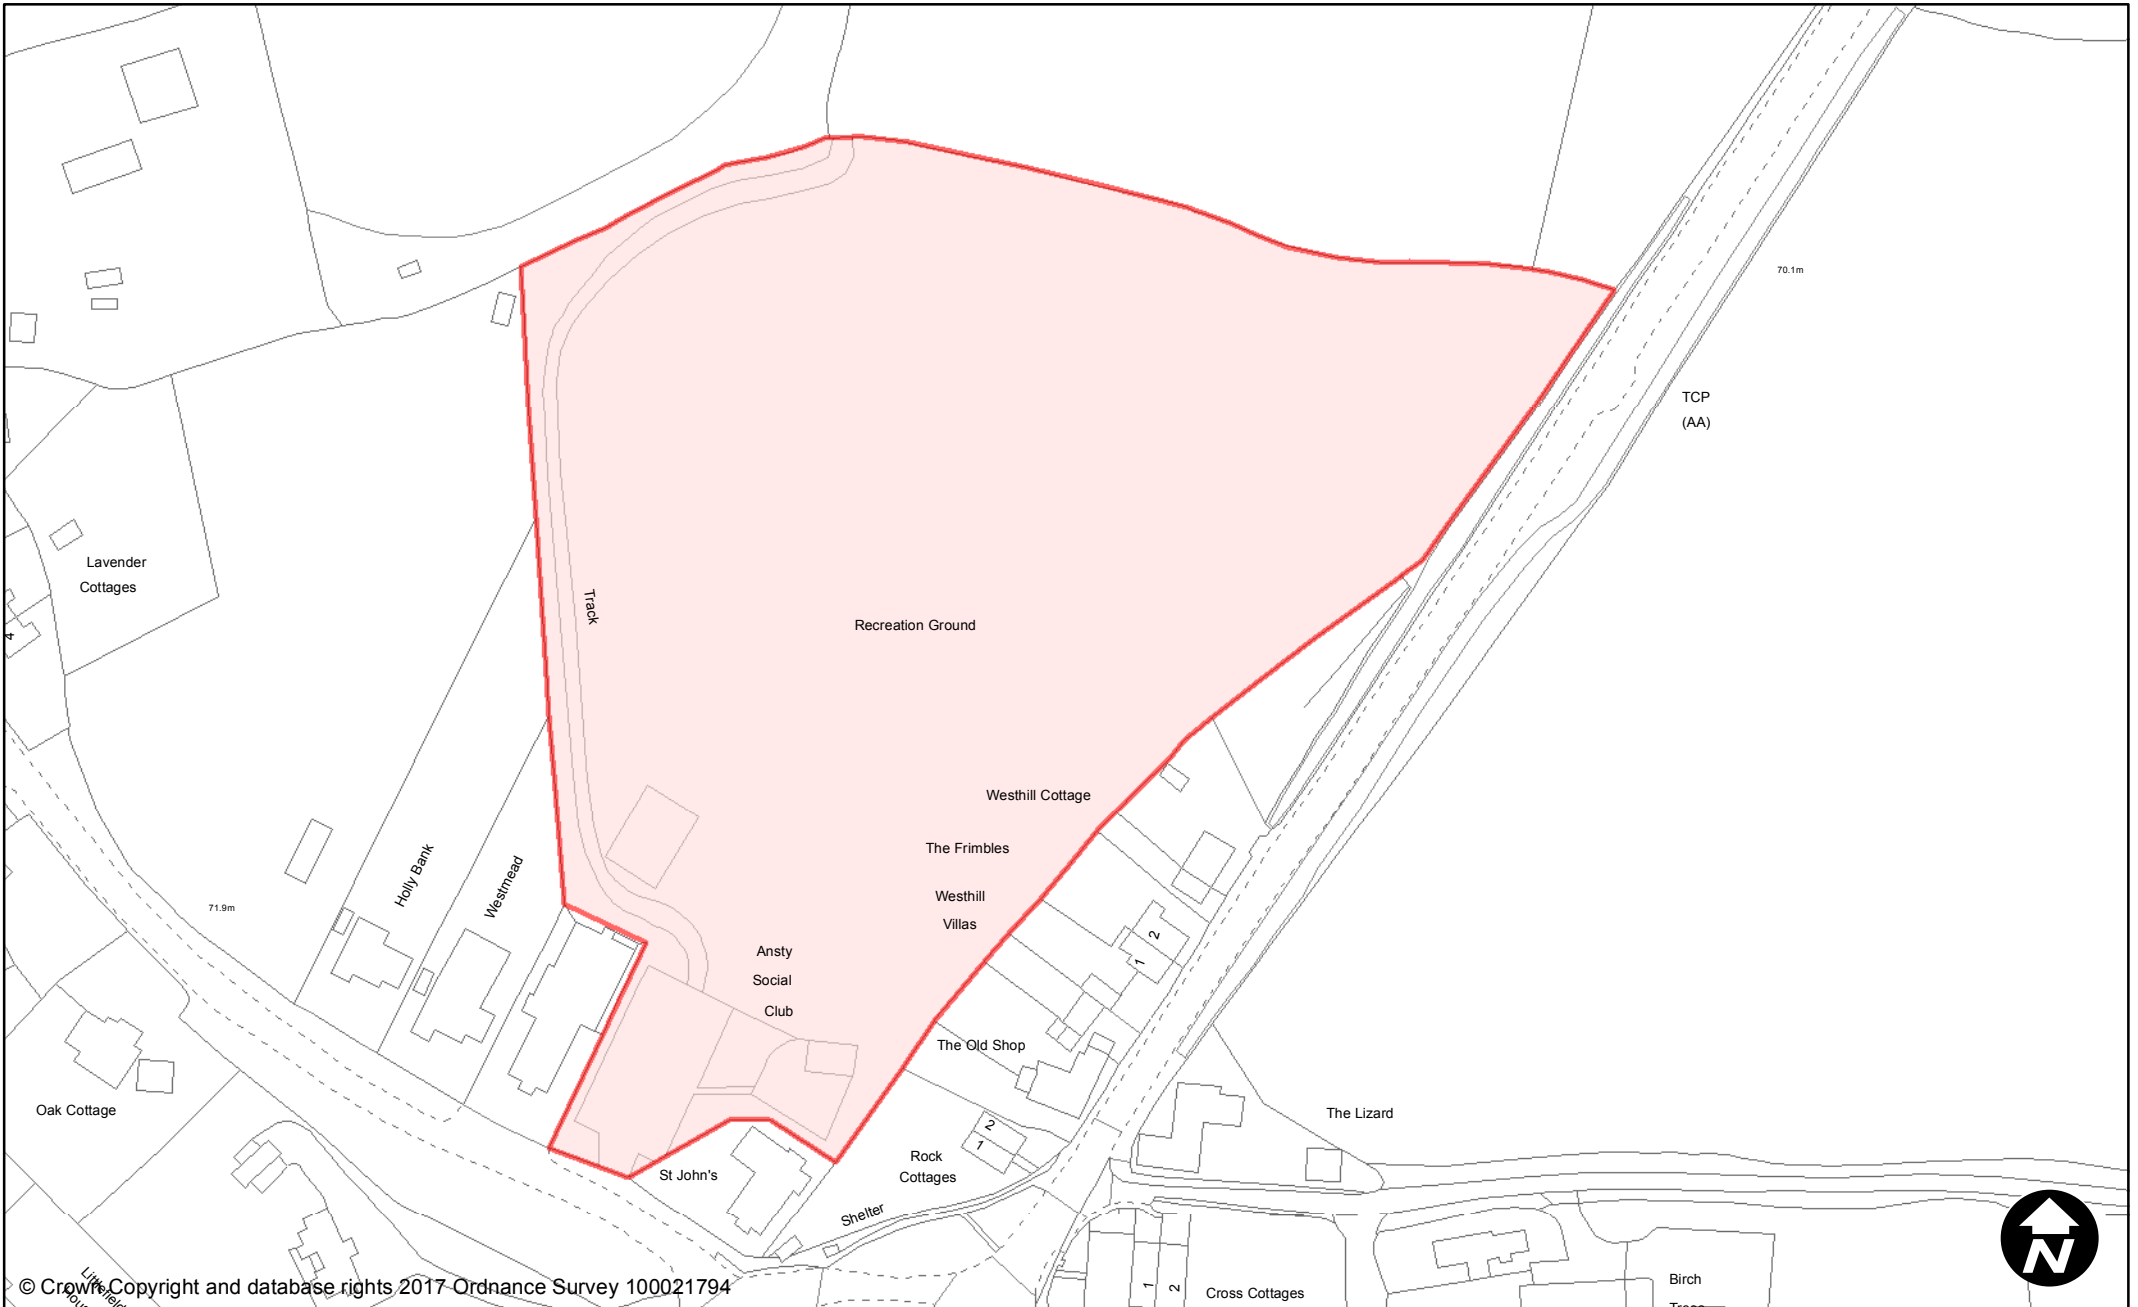 70.1m
TCP
(AA)
Lavender
Cottages
4
Track
Recreation Ground
Westhill Cottage
The Frimbles
Westhill
Villas
Holly Bank
Westmead
71.9m
2
1
Ansty
Social
Club
The Old Shop
Oak Cottage
The Lizard
2
1
Rock
Cottages
St John's
Shelter
N
© Crown Copyright and database rights 2017 Ordnance Survey 100021794
Littlefield
1
2
Cross Cottages
Birch